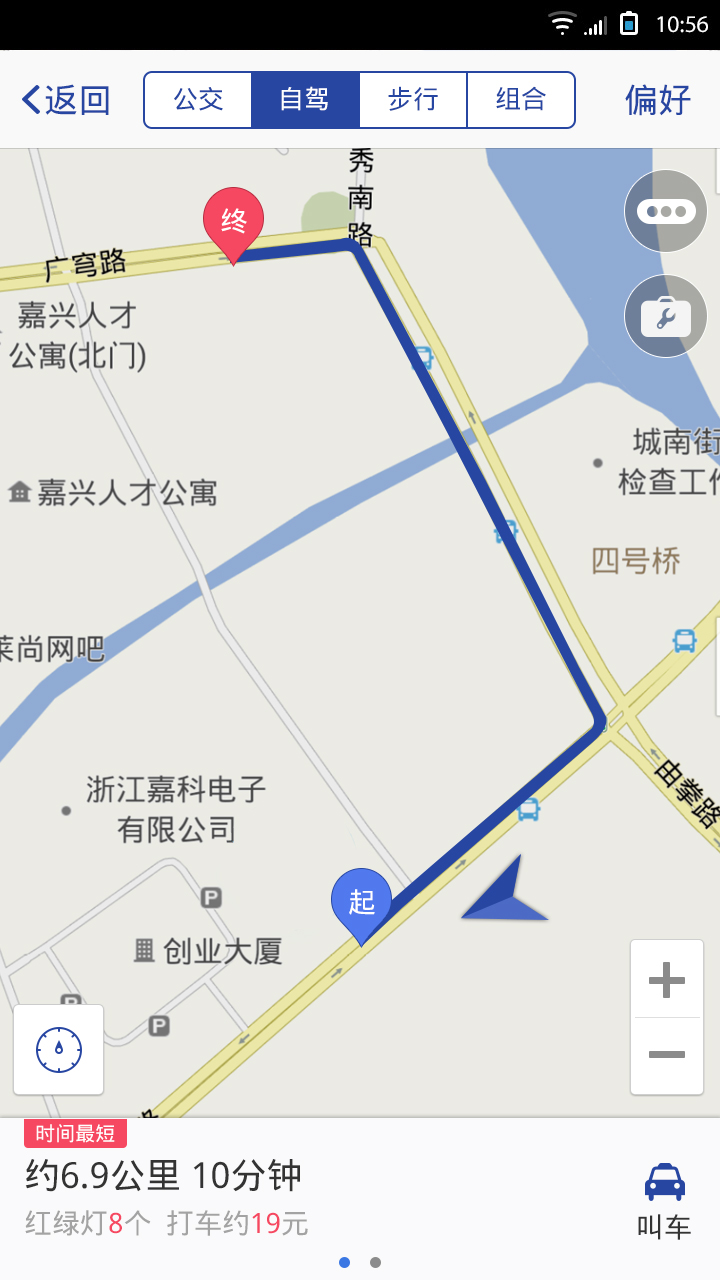 10:56
返回
公交
自驾
步行
组合
偏好
秀南路
终
广穹路
嘉兴人才
公寓(北门)
城南街
检查工作
嘉兴人才公寓
四号桥
莱尚网吧
由拳路
浙江嘉科电子
有限公司
P
起
创业大厦
P
P
路
时间最短
约6.9公里 10分钟
红绿灯8个 打车约19元
叫车